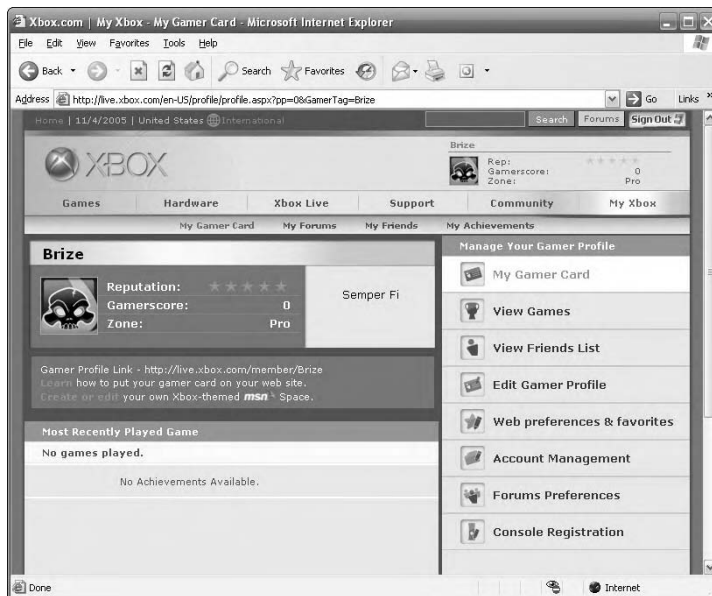 Xbox.com | My Xbox - My Gamer Card - Microsoft Internet Explorer
File Edit View Favorites Tools Help
Back Search Favorites
Address http://live.xbox.com/en-US/profile/profile.aspx?pp=0&GamerTag=Brize Go Links »
Home | 11/4/2005 | United States International Search Forums Sign Out
XBOX
Brize
Rep:
Gamerscore: 0
Zone: Pro
Games Hardware Xbox Live Support Community My Xbox
My Gamer Card My Forums My Friends My Achievements
Brize
Reputation:
Gamerscore: 0
Zone: Pro
Semper Fi
Gamer Profile Link - http://live.xbox.com/member/Brize
Learn how to put your gamer card on your web site.
Create or edit your own Xbox-themed msn Space.
Most Recently Played Game
No games played.
No Achievements Available.
Manage Your Gamer Profile
My Gamer Card
View Games
View Friends List
Edit Gamer Profile
Web preferences & favorites
Account Management
Forums Preferences
Console Registration
Done Internet